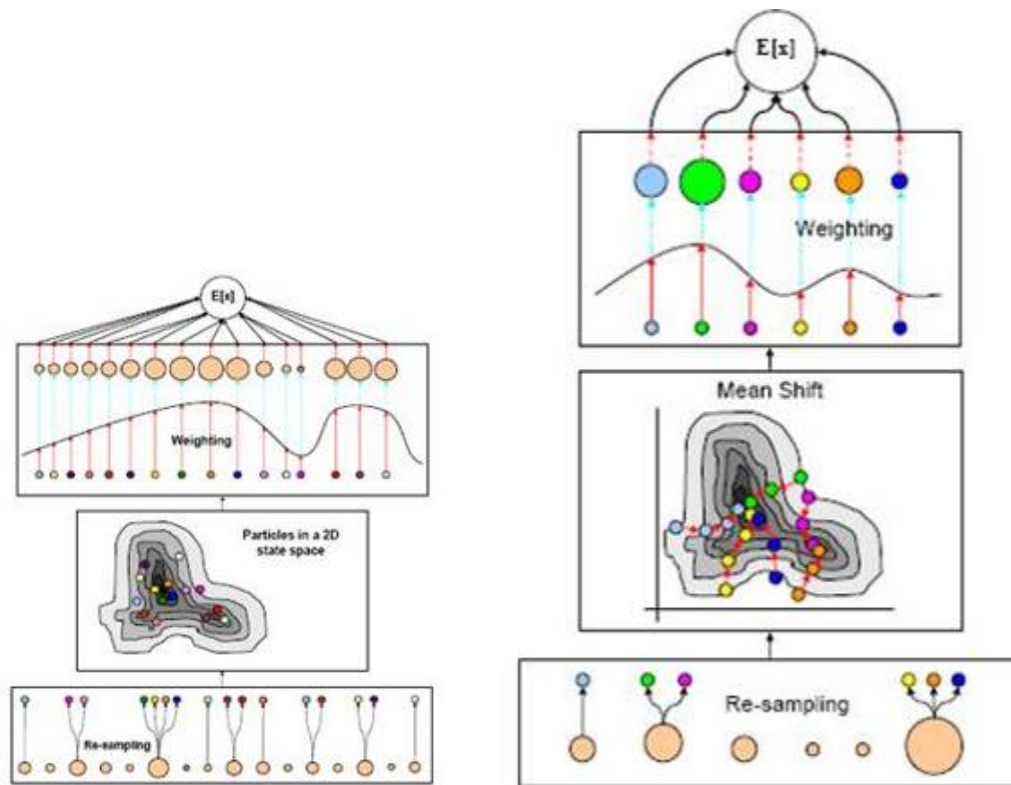 E[x]
Weighting
Particles in a 2D
state space
Re-sampling
E[x]
Weighting
Mean Shift
Re-sampling